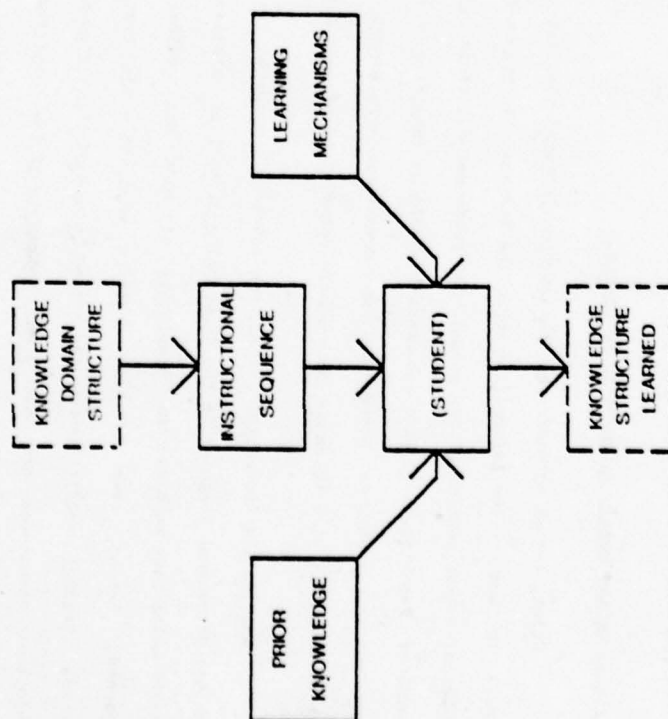 KNOWLEDGE
DOMAIN
STRUCTURE
INSTRUCTIONAL
SEQUENCE
PRIOR
KNOWLEDGE
LEARNING
MECHANISMS
(STUDENT)
KNOWLEDGE
STRUCTURE
LEARNED